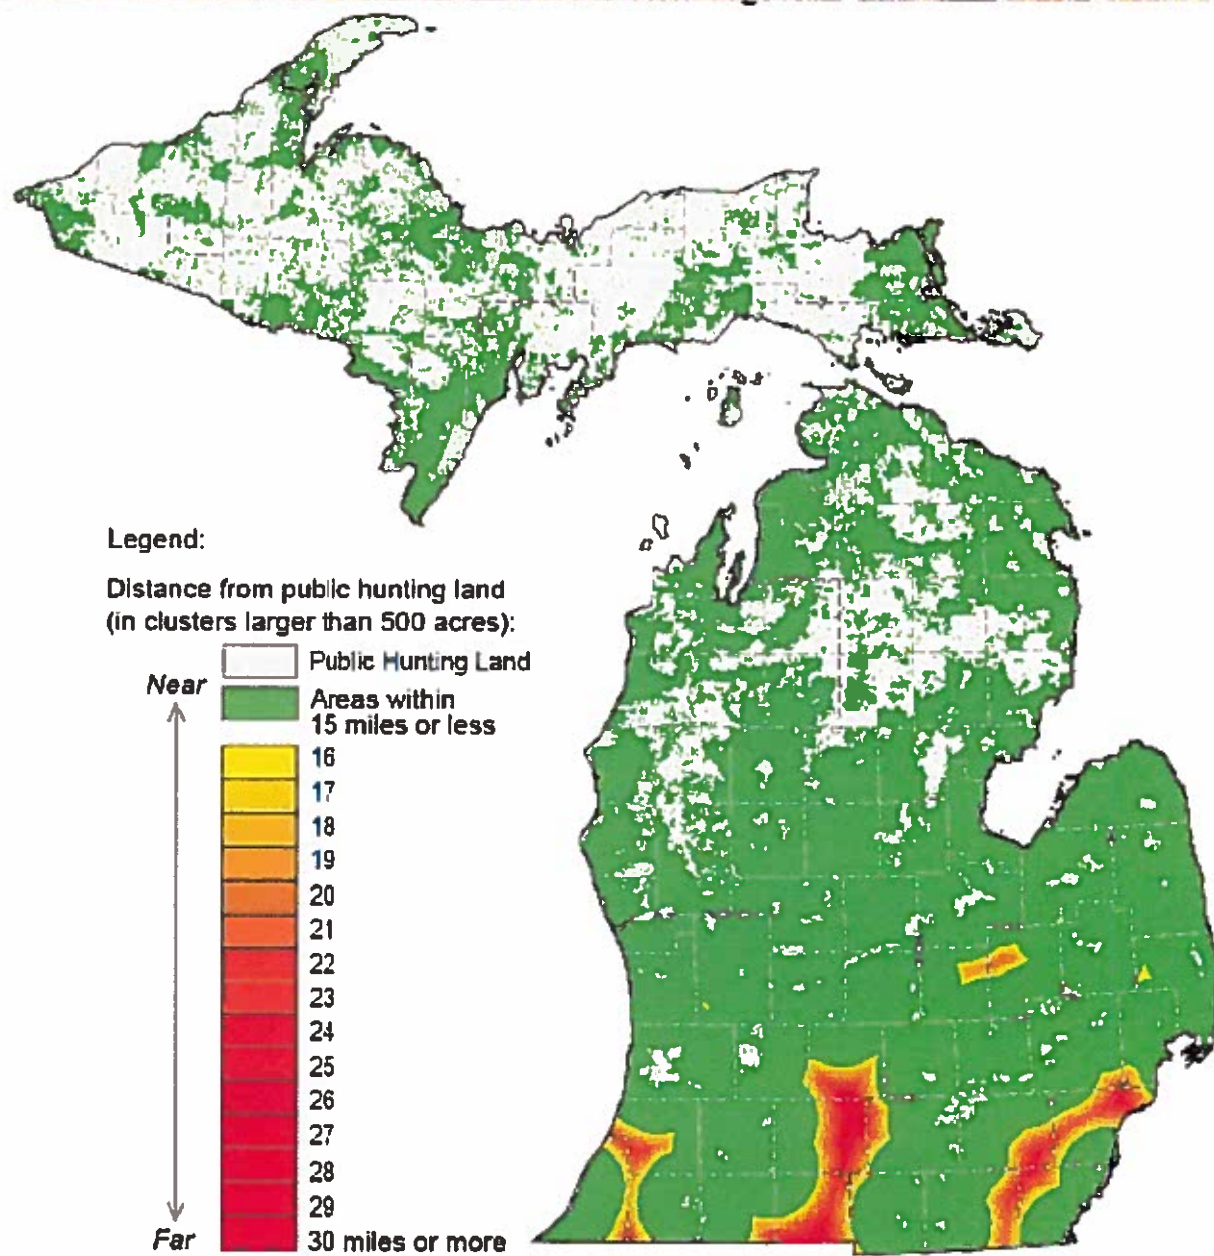 Legend:
Distance from public hunting land
(in clusters larger than 500 acres):
Public Hunting Land
Near
Areas within
15 miles or less
16
17
18
19
20
21
22
23
24
25
26
27
28
29
30 miles or more
Far